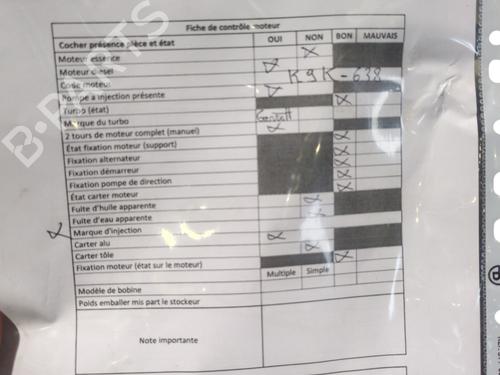 Fiche de contrôle moteur
Cocher présence pièce et état OUI NON BON MAUVAIS
Moteur essence
Moteur diesel
Code moteur K9K-638
Pompe a injection présente
Turbo (état)
Marque du turbo
2 tours de moteur complet (manuel)
État fixation moteur (support)
Fixation alternateur
Fixation démarreur
Fixation pompe de direction
État carter moteur
Fuite d'huile apparente
Fuite d'eau apparente
Marque d'injection
Carter alu
Carter tôle
Fixation moteur (état sur le moteur)
Multiple Simple
Modèle de bobine
Poids emballer mis part le stockeur
Note importante
B-PARTS